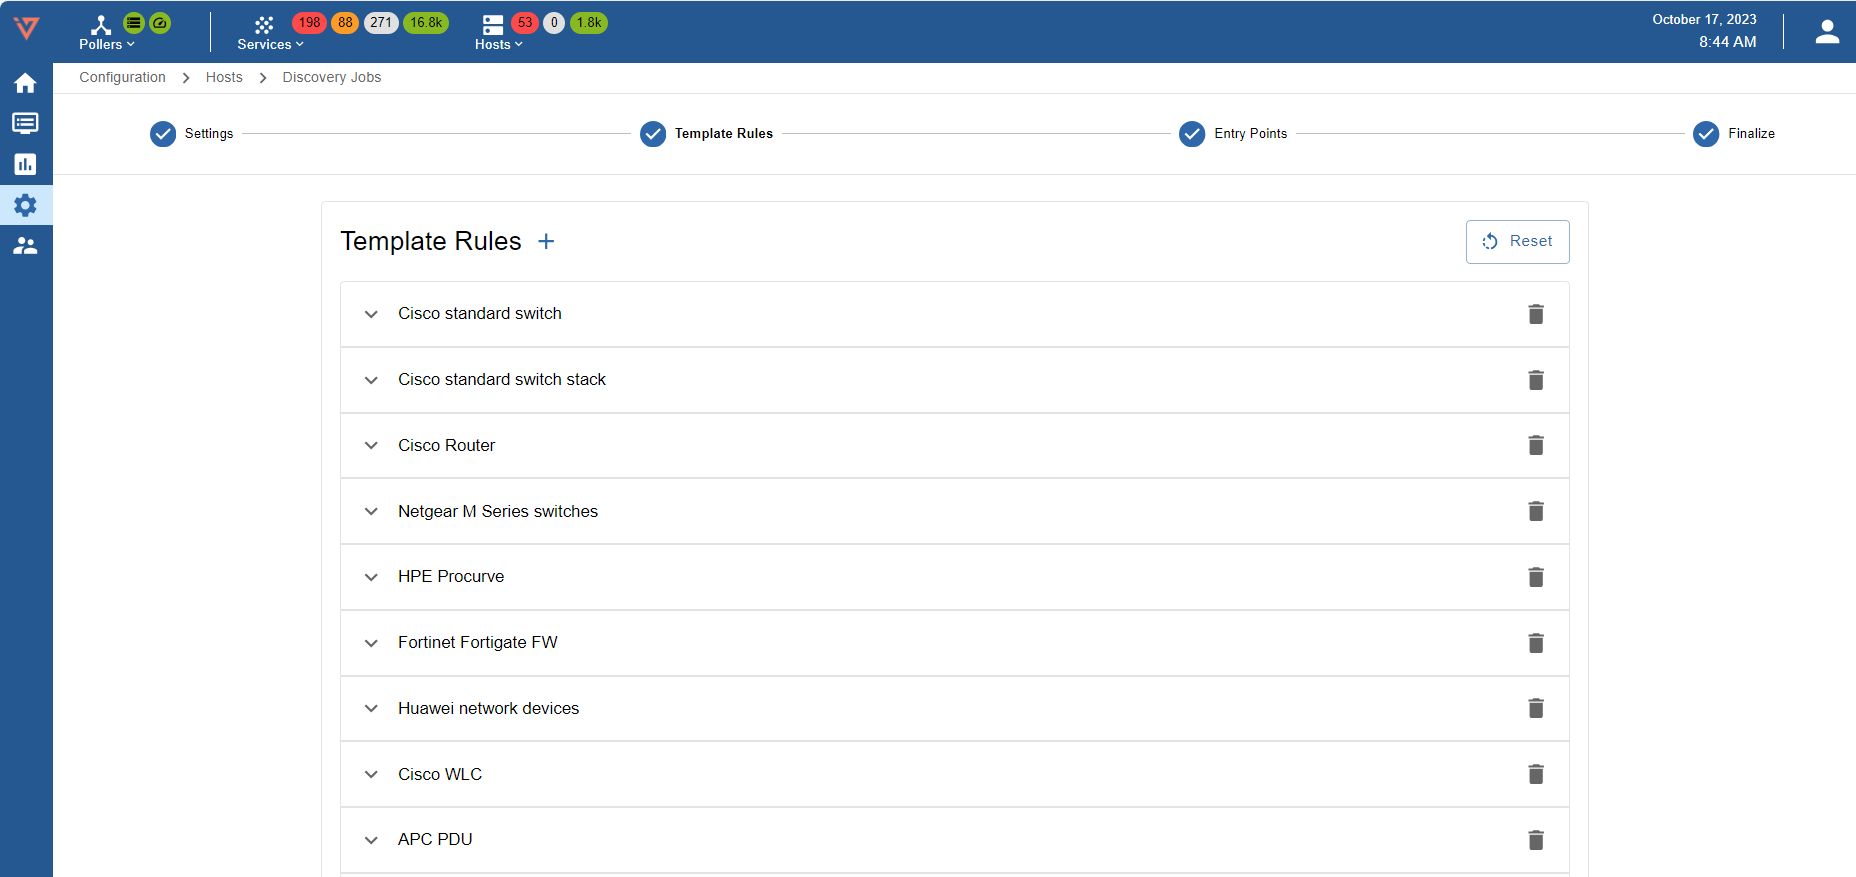 198 88 271 16.8k 53 0 1.8k October 17, 2023
Pollers Services Hosts 8:44 AM
Configuration Hosts Discovery Jobs
Settings Template Rules Entry Points Finalize
Template Rules + Reset
Cisco standard switch
Cisco standard switch stack
Cisco Router
Netgear M Series switches
HPE Procurve
Fortinet Fortigate FW
Huawei network devices
Cisco WLC
APC PDU